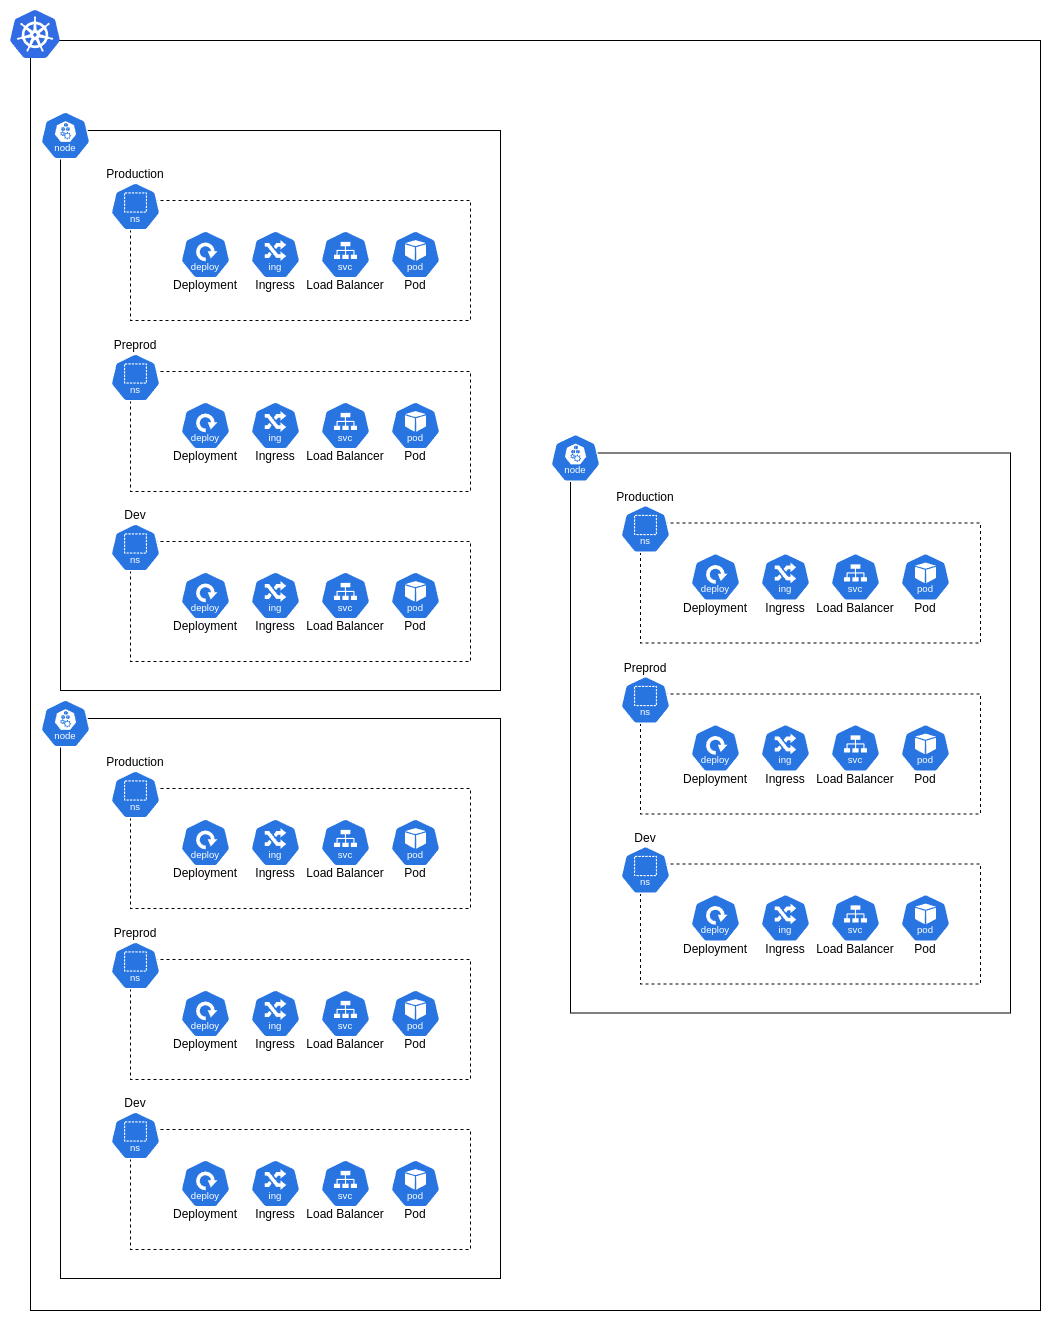 node
Production
ns
deploy ing svc pod
Deployment Ingress Load Balancer Pod
Preprod
ns
deploy ing svc pod
Deployment Ingress Load Balancer Pod
Dev
ns
deploy ing svc pod
Deployment Ingress Load Balancer Pod
node
Production
ns
deploy ing svc pod
Deployment Ingress Load Balancer Pod
Preprod
ns
deploy ing svc pod
Deployment Ingress Load Balancer Pod
Dev
ns
deploy ing svc pod
Deployment Ingress Load Balancer Pod
node
Production
ns
deploy ing svc pod
Deployment Ingress Load Balancer Pod
Preprod
ns
deploy ing svc pod
Deployment Ingress Load Balancer Pod
Dev
ns
deploy ing svc pod
Deployment Ingress Load Balancer Pod